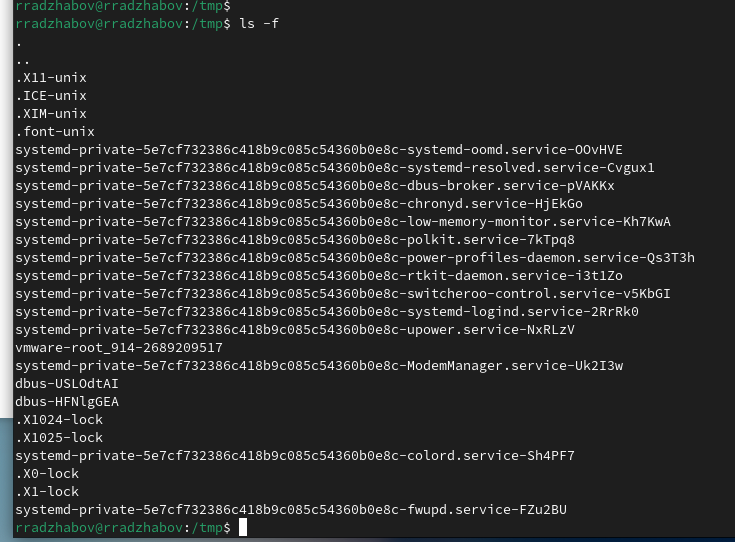 rradzhabov@rradzhabov:/tmp$
rradzhabov@rradzhabov:/tmp$ ls -f
.
..
.X11-unix
.ICE-unix
.XIM-unix
.font-unix
systemd-private-5e7cf732386c418b9c085c54360b0e8c-systemd-oomd.service-OOvHVE
systemd-private-5e7cf732386c418b9c085c54360b0e8c-systemd-resolved.service-Cvgux1
systemd-private-5e7cf732386c418b9c085c54360b0e8c-dbus-broker.service-pVAKKx
systemd-private-5e7cf732386c418b9c085c54360b0e8c-chronyd.service-HjEkGo
systemd-private-5e7cf732386c418b9c085c54360b0e8c-low-memory-monitor.service-Kh7KwA
systemd-private-5e7cf732386c418b9c085c54360b0e8c-polkit.service-7kTpq8
systemd-private-5e7cf732386c418b9c085c54360b0e8c-power-profiles-daemon.service-Qs3T3h
systemd-private-5e7cf732386c418b9c085c54360b0e8c-rtkit-daemon.service-i3t1Zo
systemd-private-5e7cf732386c418b9c085c54360b0e8c-switcheroo-control.service-v5KbGI
systemd-private-5e7cf732386c418b9c085c54360b0e8c-systemd-logind.service-2RrRk0
systemd-private-5e7cf732386c418b9c085c54360b0e8c-upower.service-NxRLzV
vmware-root_914-2689209517
systemd-private-5e7cf732386c418b9c085c54360b0e8c-ModemManager.service-Uk2I3w
dbus-USLOdtAI
dbus-HFNlgGEA
.X1024-lock
.X1025-lock
systemd-private-5e7cf732386c418b9c085c54360b0e8c-colord.service-Sh4PF7
.X0-lock
.X1-lock
systemd-private-5e7cf732386c418b9c085c54360b0e8c-fwupd.service-FZu2BU
rradzhabov@rradzhabov:/tmp$